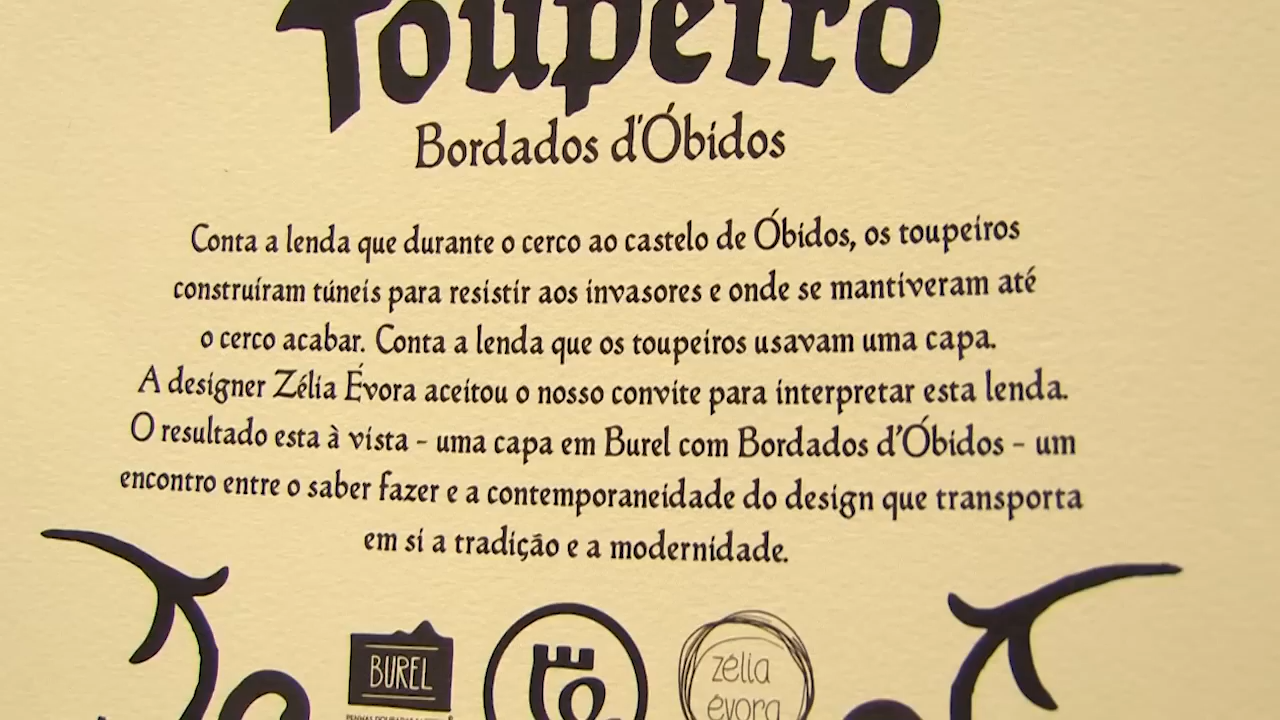 Toupeiro
Bordados d'Óbidos
Conta a lenda que durante o cerco ao castelo de Óbidos, os toupeiros
construíram túneis para resistir aos invasores e onde se mantiveram até
o cerco acabar. Conta a lenda que os toupeiros usavam uma capa.
A designer Zélia Évora aceitou o nosso convite para interpretar esta lenda.
O resultado esta à vista - uma capa em Burel com Bordados d'Óbidos - um
encontro entre o saber fazer e a contemporaneidade do design que transporta
em si a tradição e a modernidade.
BUREL
zélia
évora